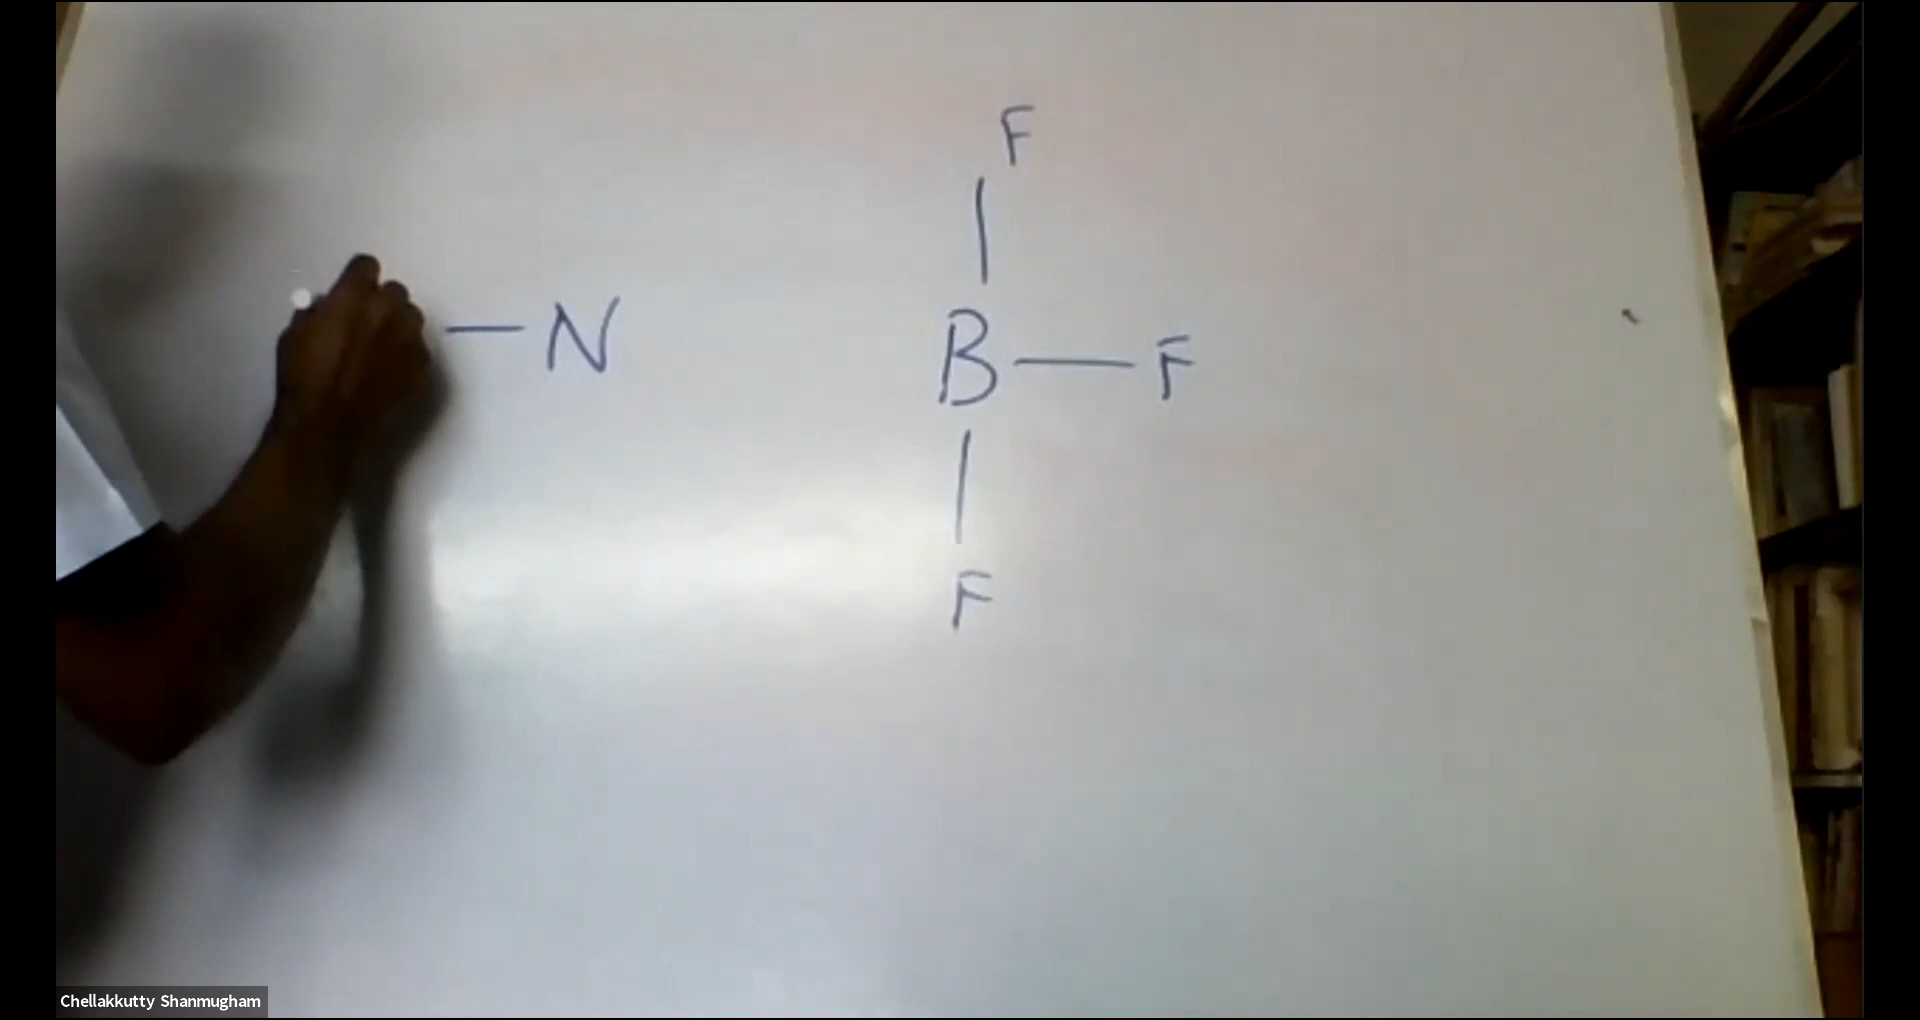 F
— N
B — F
F
Chellakkutty Shanmugham